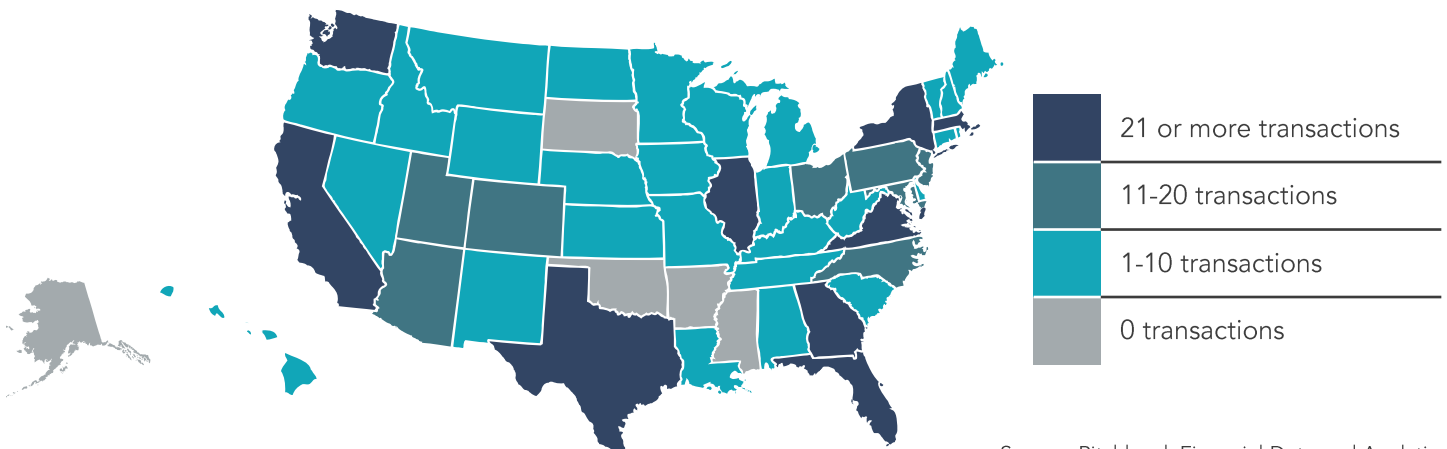 21 or more transactions
11-20 transactions
1-10 transactions
0 transactions